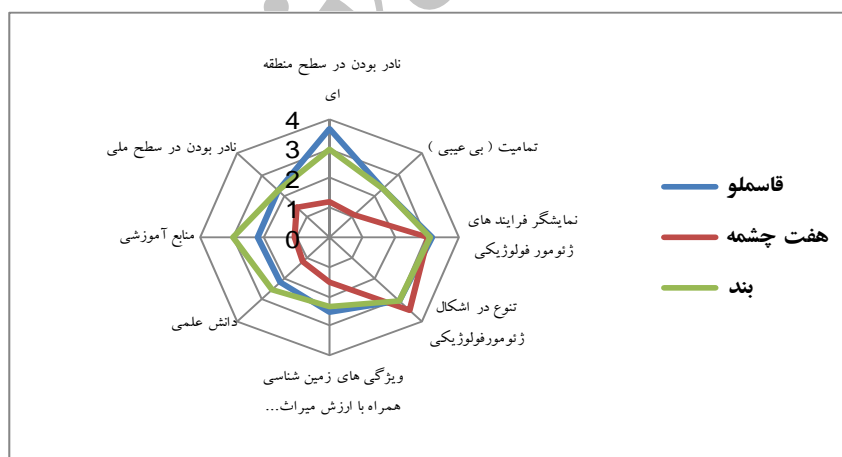 نادر بودن در سطح منطقه
ای
تمامیت ( بی عیبی )
نمایشگر فرایند های
ژئومور فولوژیکی
تنوع در اشکال
ژئومورفولوژیکی
ویژگی های زمین شناسی
همراه با ارزش میراث...
دانش علمی
منابع آموزشی
نادر بودن در سطح ملی
4
3
2
1
0
قاسملو
هفت چشمه
بند